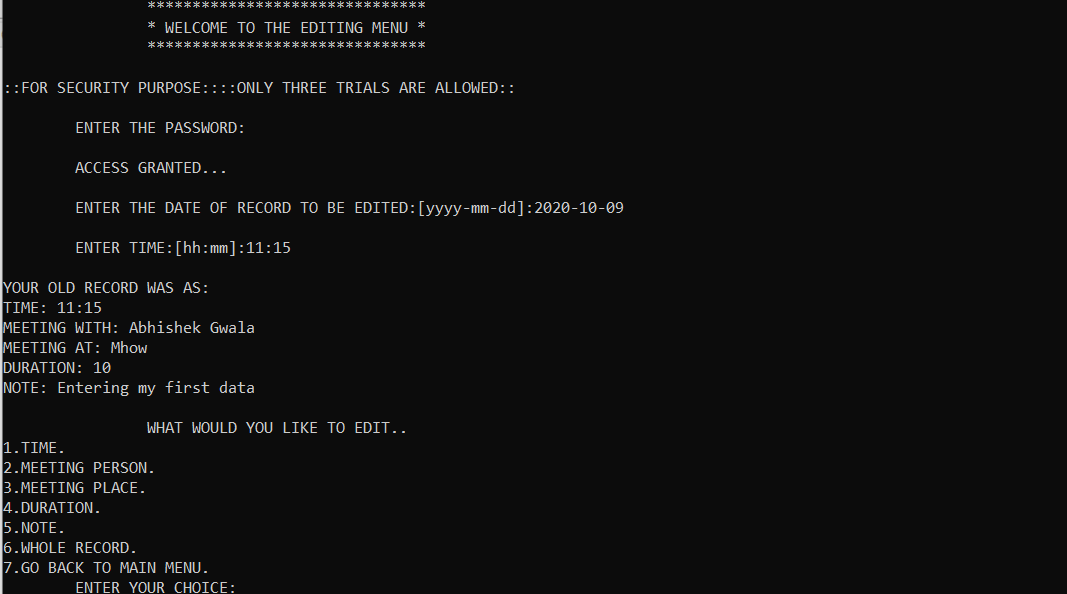 *******************************
* WELCOME TO THE EDITING MENU *
*******************************
::FOR SECURITY PURPOSE::::ONLY THREE TRIALS ARE ALLOWED::
ENTER THE PASSWORD:
ACCESS GRANTED...
ENTER THE DATE OF RECORD TO BE EDITED:[yyyy-mm-dd]:2020-10-09
ENTER TIME:[hh:mm]:11:15
YOUR OLD RECORD WAS AS:
TIME: 11:15
MEETING WITH: Abhishek Gwala
MEETING AT: Mhow
DURATION: 10
NOTE: Entering my first data
WHAT WOULD YOU LIKE TO EDIT..
1.TIME.
2.MEETING PERSON.
3.MEETING PLACE.
4.DURATION.
5.NOTE.
6.WHOLE RECORD.
7.GO BACK TO MAIN MENU.
ENTER YOUR CHOICE: